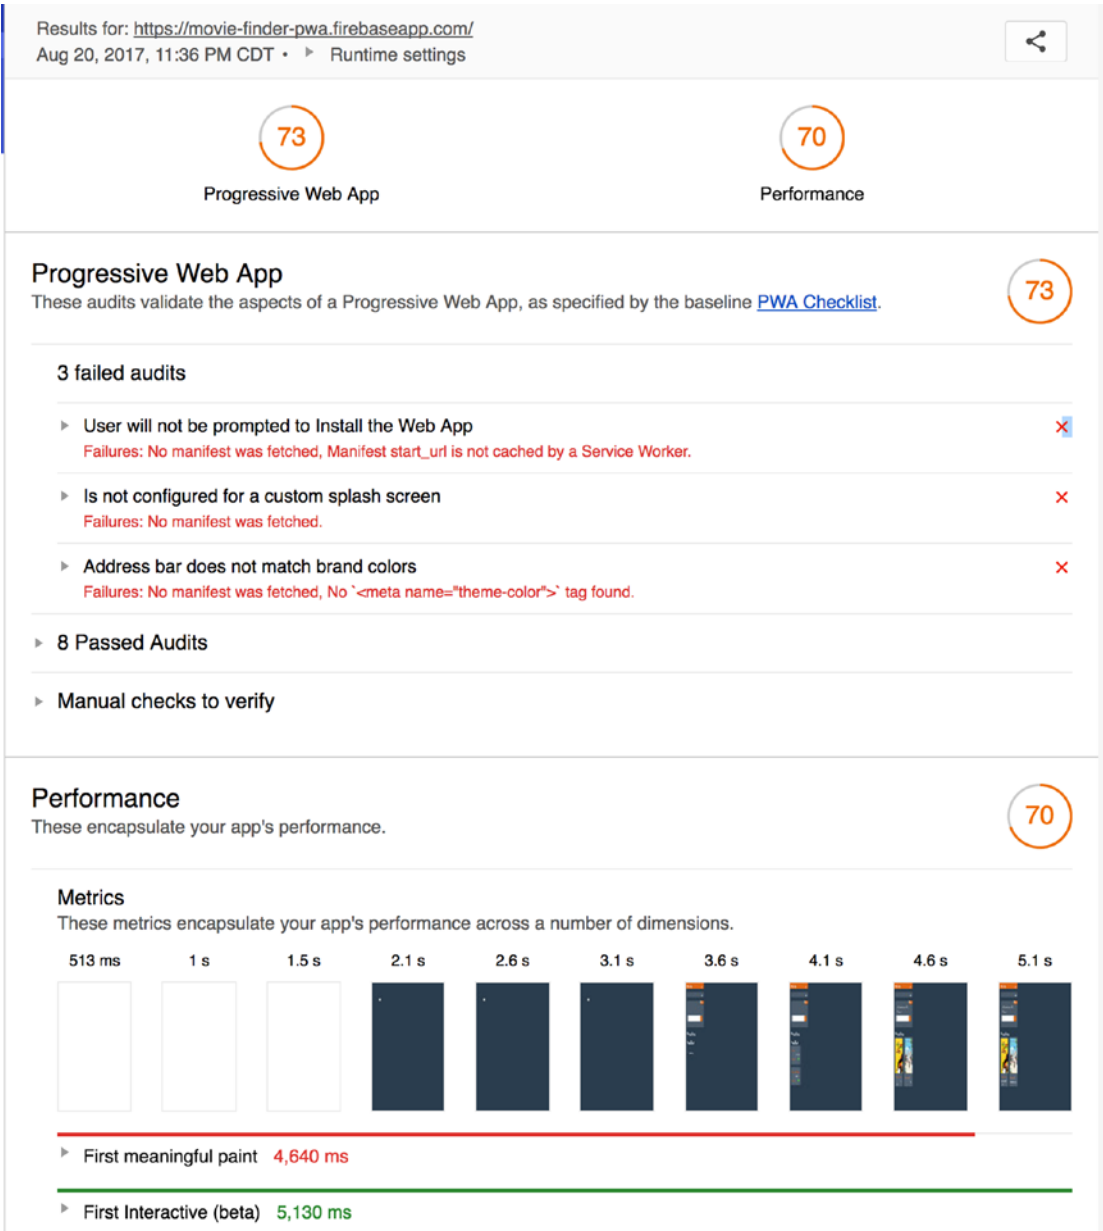 Results for: https://movie-finder-pwa.firebaseapp.com/
Aug 20, 2017, 11:36 PM CDT • Runtime settings
73 70
Progressive Web App Performance
Progressive Web App
These audits validate the aspects of a Progressive Web App, as specified by the baseline PWA Checklist.
73
3 failed audits
User will not be prompted to Install the Web App
Failures: No manifest was fetched, Manifest start_url is not cached by a Service Worker.
Is not configured for a custom splash screen
Failures: No manifest was fetched.
Address bar does not match brand colors
Failures: No manifest was fetched, No `<meta name="theme-color">` tag found.
8 Passed Audits
Manual checks to verify
Performance
These encapsulate your app's performance.
70
Metrics
These metrics encapsulate your app's performance across a number of dimensions.
513 ms 1 s 1.5 s 2.1 s 2.6 s 3.1 s 3.6 s 4.1 s 4.6 s 5.1 s
First meaningful paint 4,640 ms
First Interactive (beta) 5,130 ms